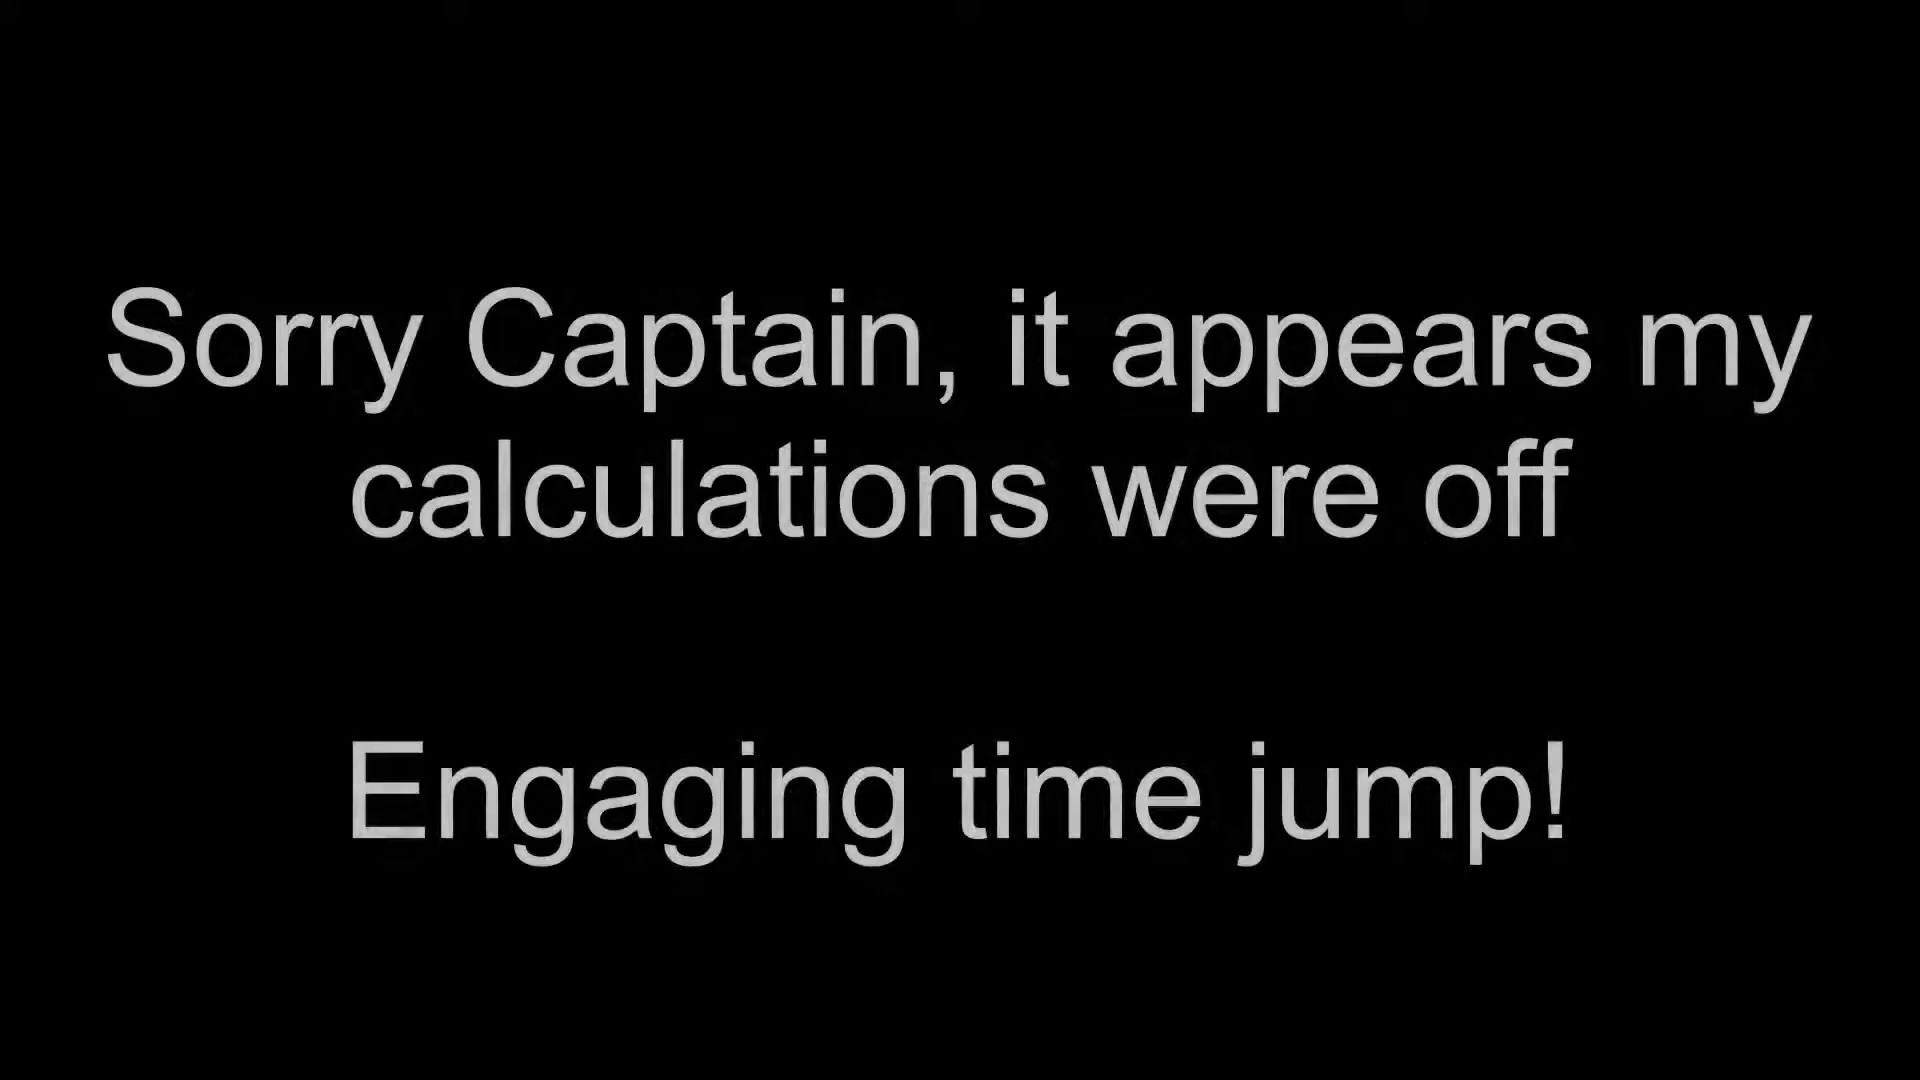 Sorry Captain, it appears my
calculations were off
Engaging time jump!